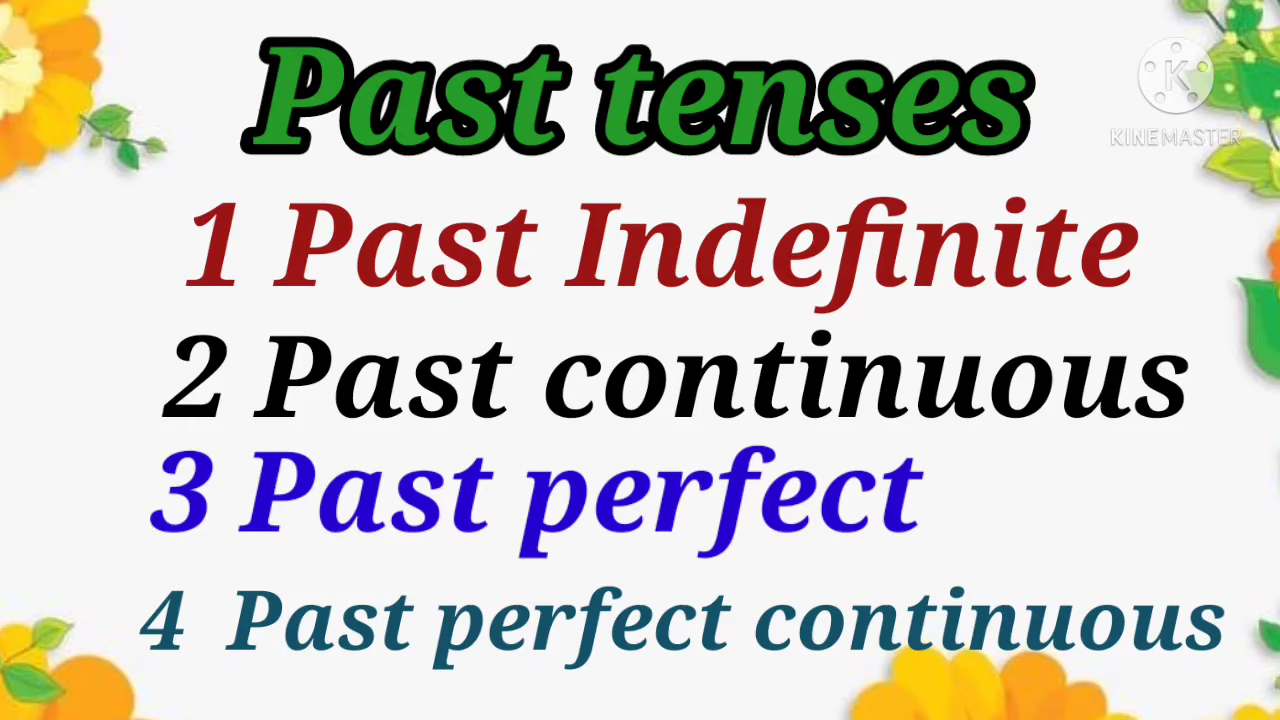 Past tenses
KINEMASTER
1 Past Indefinite
2 Past continuous
3 Past perfect
4 Past perfect continuous